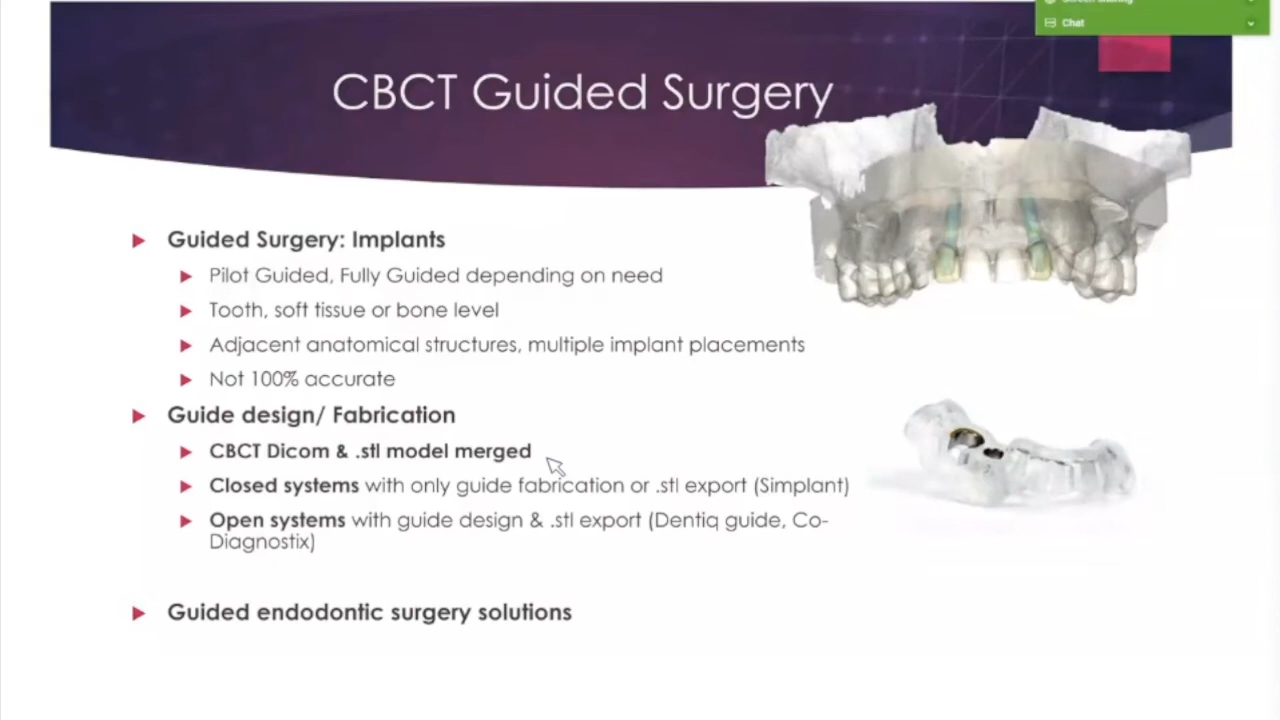 Chat
CBCT Guided Surgery
Guided Surgery: Implants
Pilot Guided, Fully Guided depending on need
Tooth, soft tissue or bone level
Adjacent anatomical structures, multiple implant placements
Not 100% accurate
Guide design/ Fabrication
CBCT Dicom & .stl model merged
Closed systems with only guide fabrication or .stl export (Simplant)
Open systems with guide design & .stl export (Dentiq guide, Co-
Diagnostix)
Guided endodontic surgery solutions